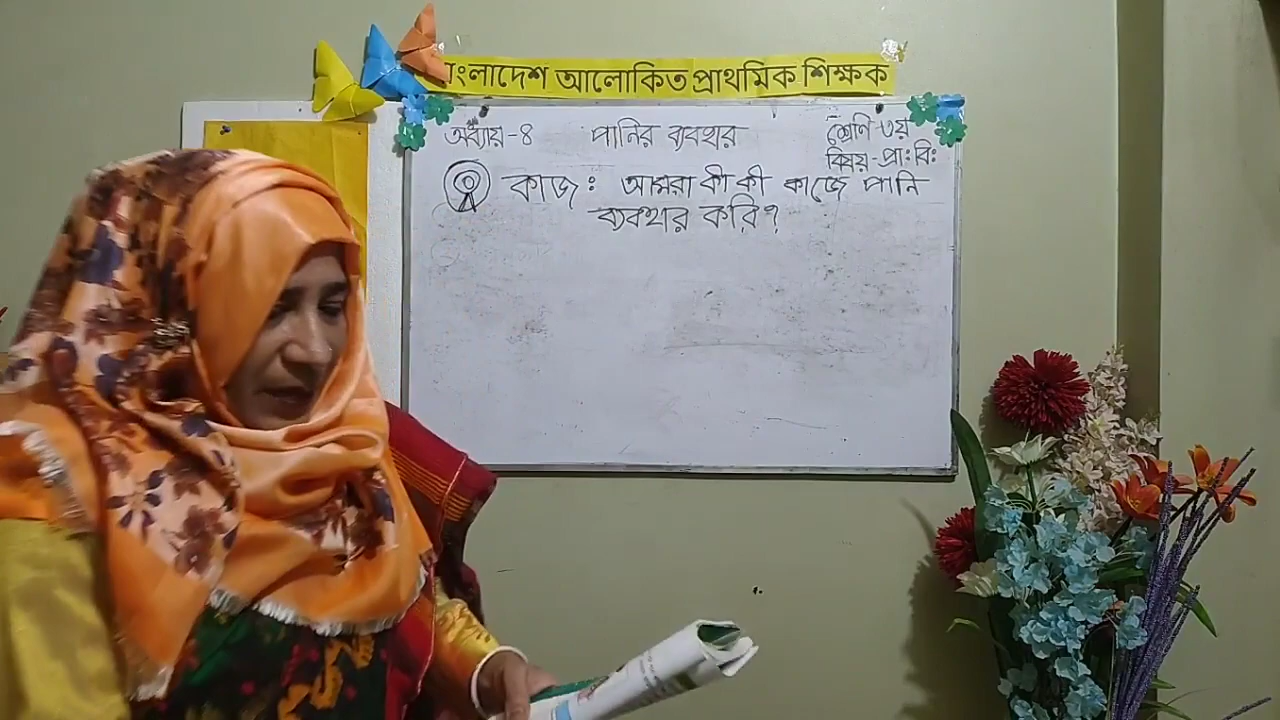 বাংলাদেশ আলোকিত প্রাথমিক শিক্ষক
অধ্যায়-৪ পানির ব্যবহার শ্রেণি-৩য়
বিষয়-প্রাঃবিঃ
কাজঃ আমরা কী কী কাজে পানি
ব্যবহার করি?